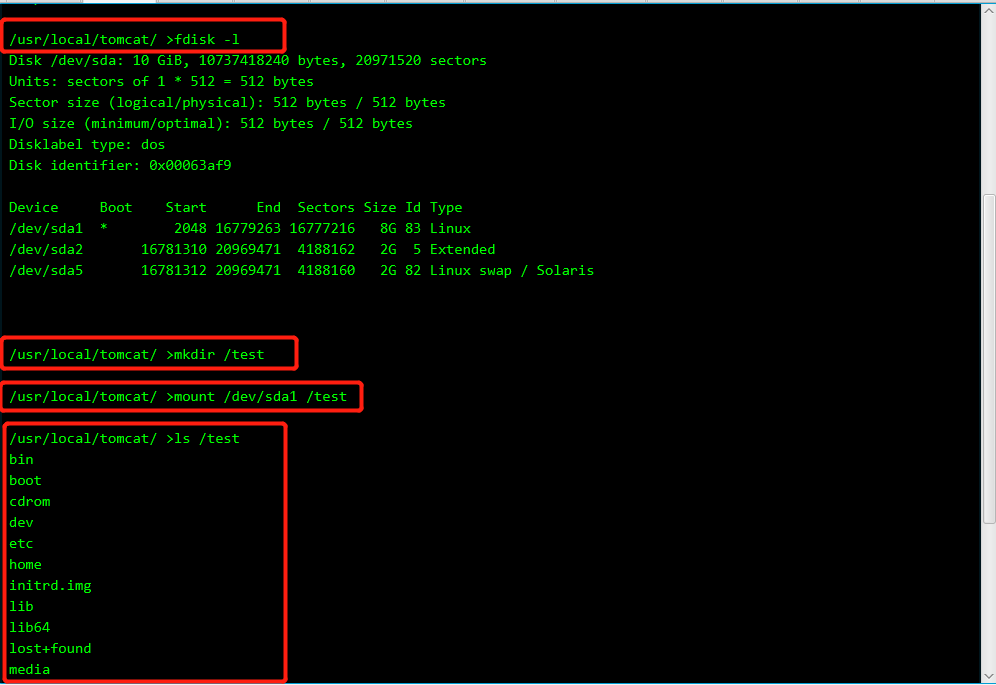 /usr/local/tomcat/ >fdisk -l
Disk /dev/sda: 10 GiB, 10737418240 bytes, 20971520 sectors
Units: sectors of 1 * 512 = 512 bytes
Sector size (logical/physical): 512 bytes / 512 bytes
I/O size (minimum/optimal): 512 bytes / 512 bytes
Disklabel type: dos
Disk identifier: 0x00063af9
Device     Boot    Start      End  Sectors Size Id Type
/dev/sda1  *        2048 16779263 16777216   8G 83 Linux
/dev/sda2       16781310 20969471  4188162   2G  5 Extended
/dev/sda5       16781312 20969471  4188160   2G 82 Linux swap / Solaris
/usr/local/tomcat/ >mkdir /test
/usr/local/tomcat/ >mount /dev/sda1 /test
/usr/local/tomcat/ >ls /test
bin
boot
cdrom
dev
etc
home
initrd.img
lib
lib64
lost+found
media